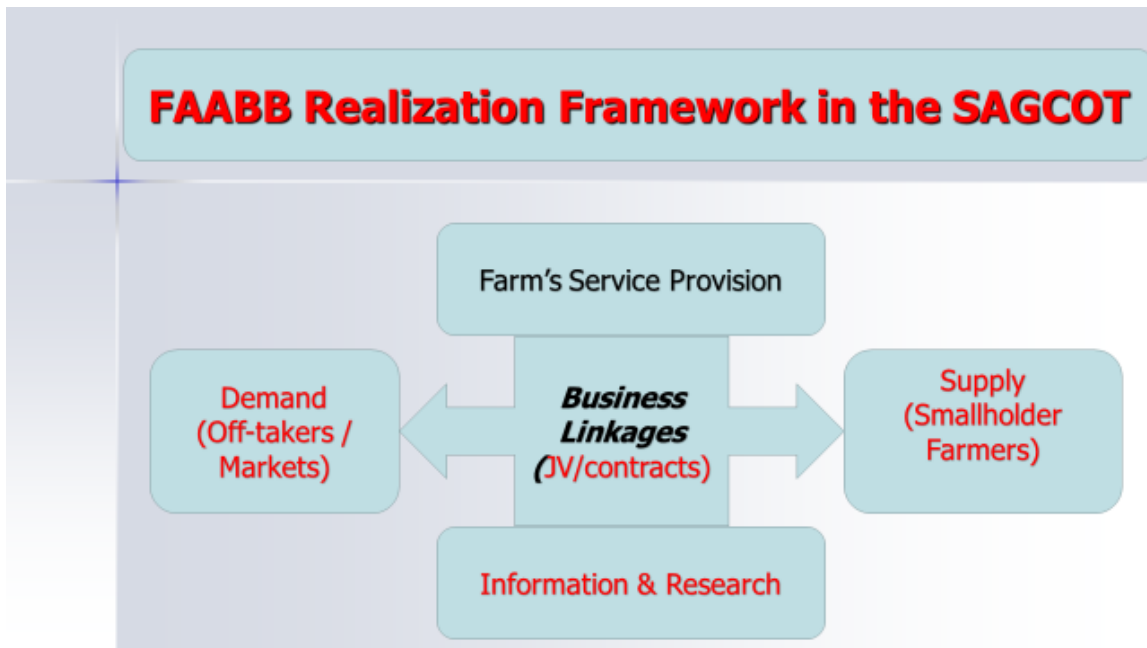 FAABB Realization Framework in the SAGCOT
Farm's Service Provision
Demand
(Off-takers /
Markets)
Business
Linkages
(JV/contracts)
Supply
(Smallholder
Farmers)
Information & Research